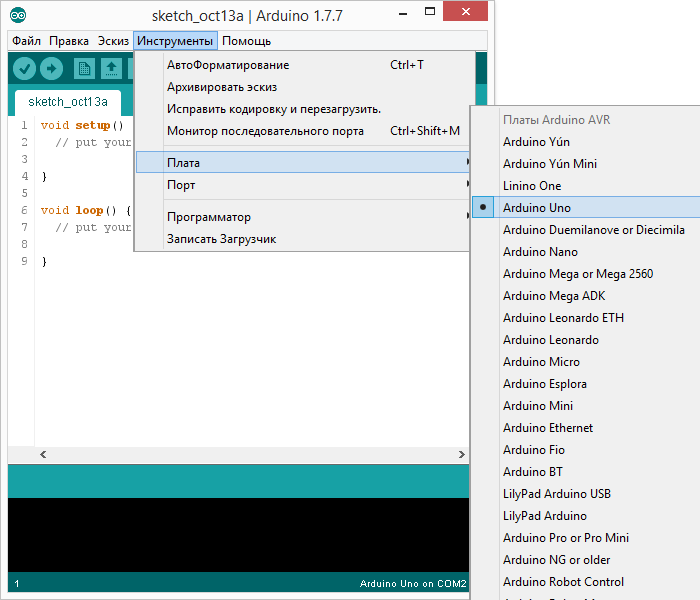 sketch_oct13a | Arduino 1.7.7
Файл Правка Эскиз Инструменты Помощь
АвтоФорматирование Ctrl+T
Архивировать эскиз
Исправить кодировку и перезагрузить.
Монитор последовательного порта Ctrl+Shift+M
Плата
Порт
Программатор
Записать Загрузчик
sketch_oct13a
1 void setup()
2 // put your
3
4 }
5
6 void loop() {
7 // put your
8
9 }
Платы Arduino AVR
Arduino Yún
Arduino Yún Mini
Linino One
Arduino Uno
Arduino Duemilanove or Diecimila
Arduino Nano
Arduino Mega or Mega 2560
Arduino Mega ADK
Arduino Leonardo ETH
Arduino Leonardo
Arduino Micro
Arduino Esplora
Arduino Mini
Arduino Ethernet
Arduino Fio
Arduino BT
LilyPad Arduino USB
LilyPad Arduino
Arduino Pro or Pro Mini
Arduino NG or older
Arduino Robot Control
1 Arduino Uno on COM2